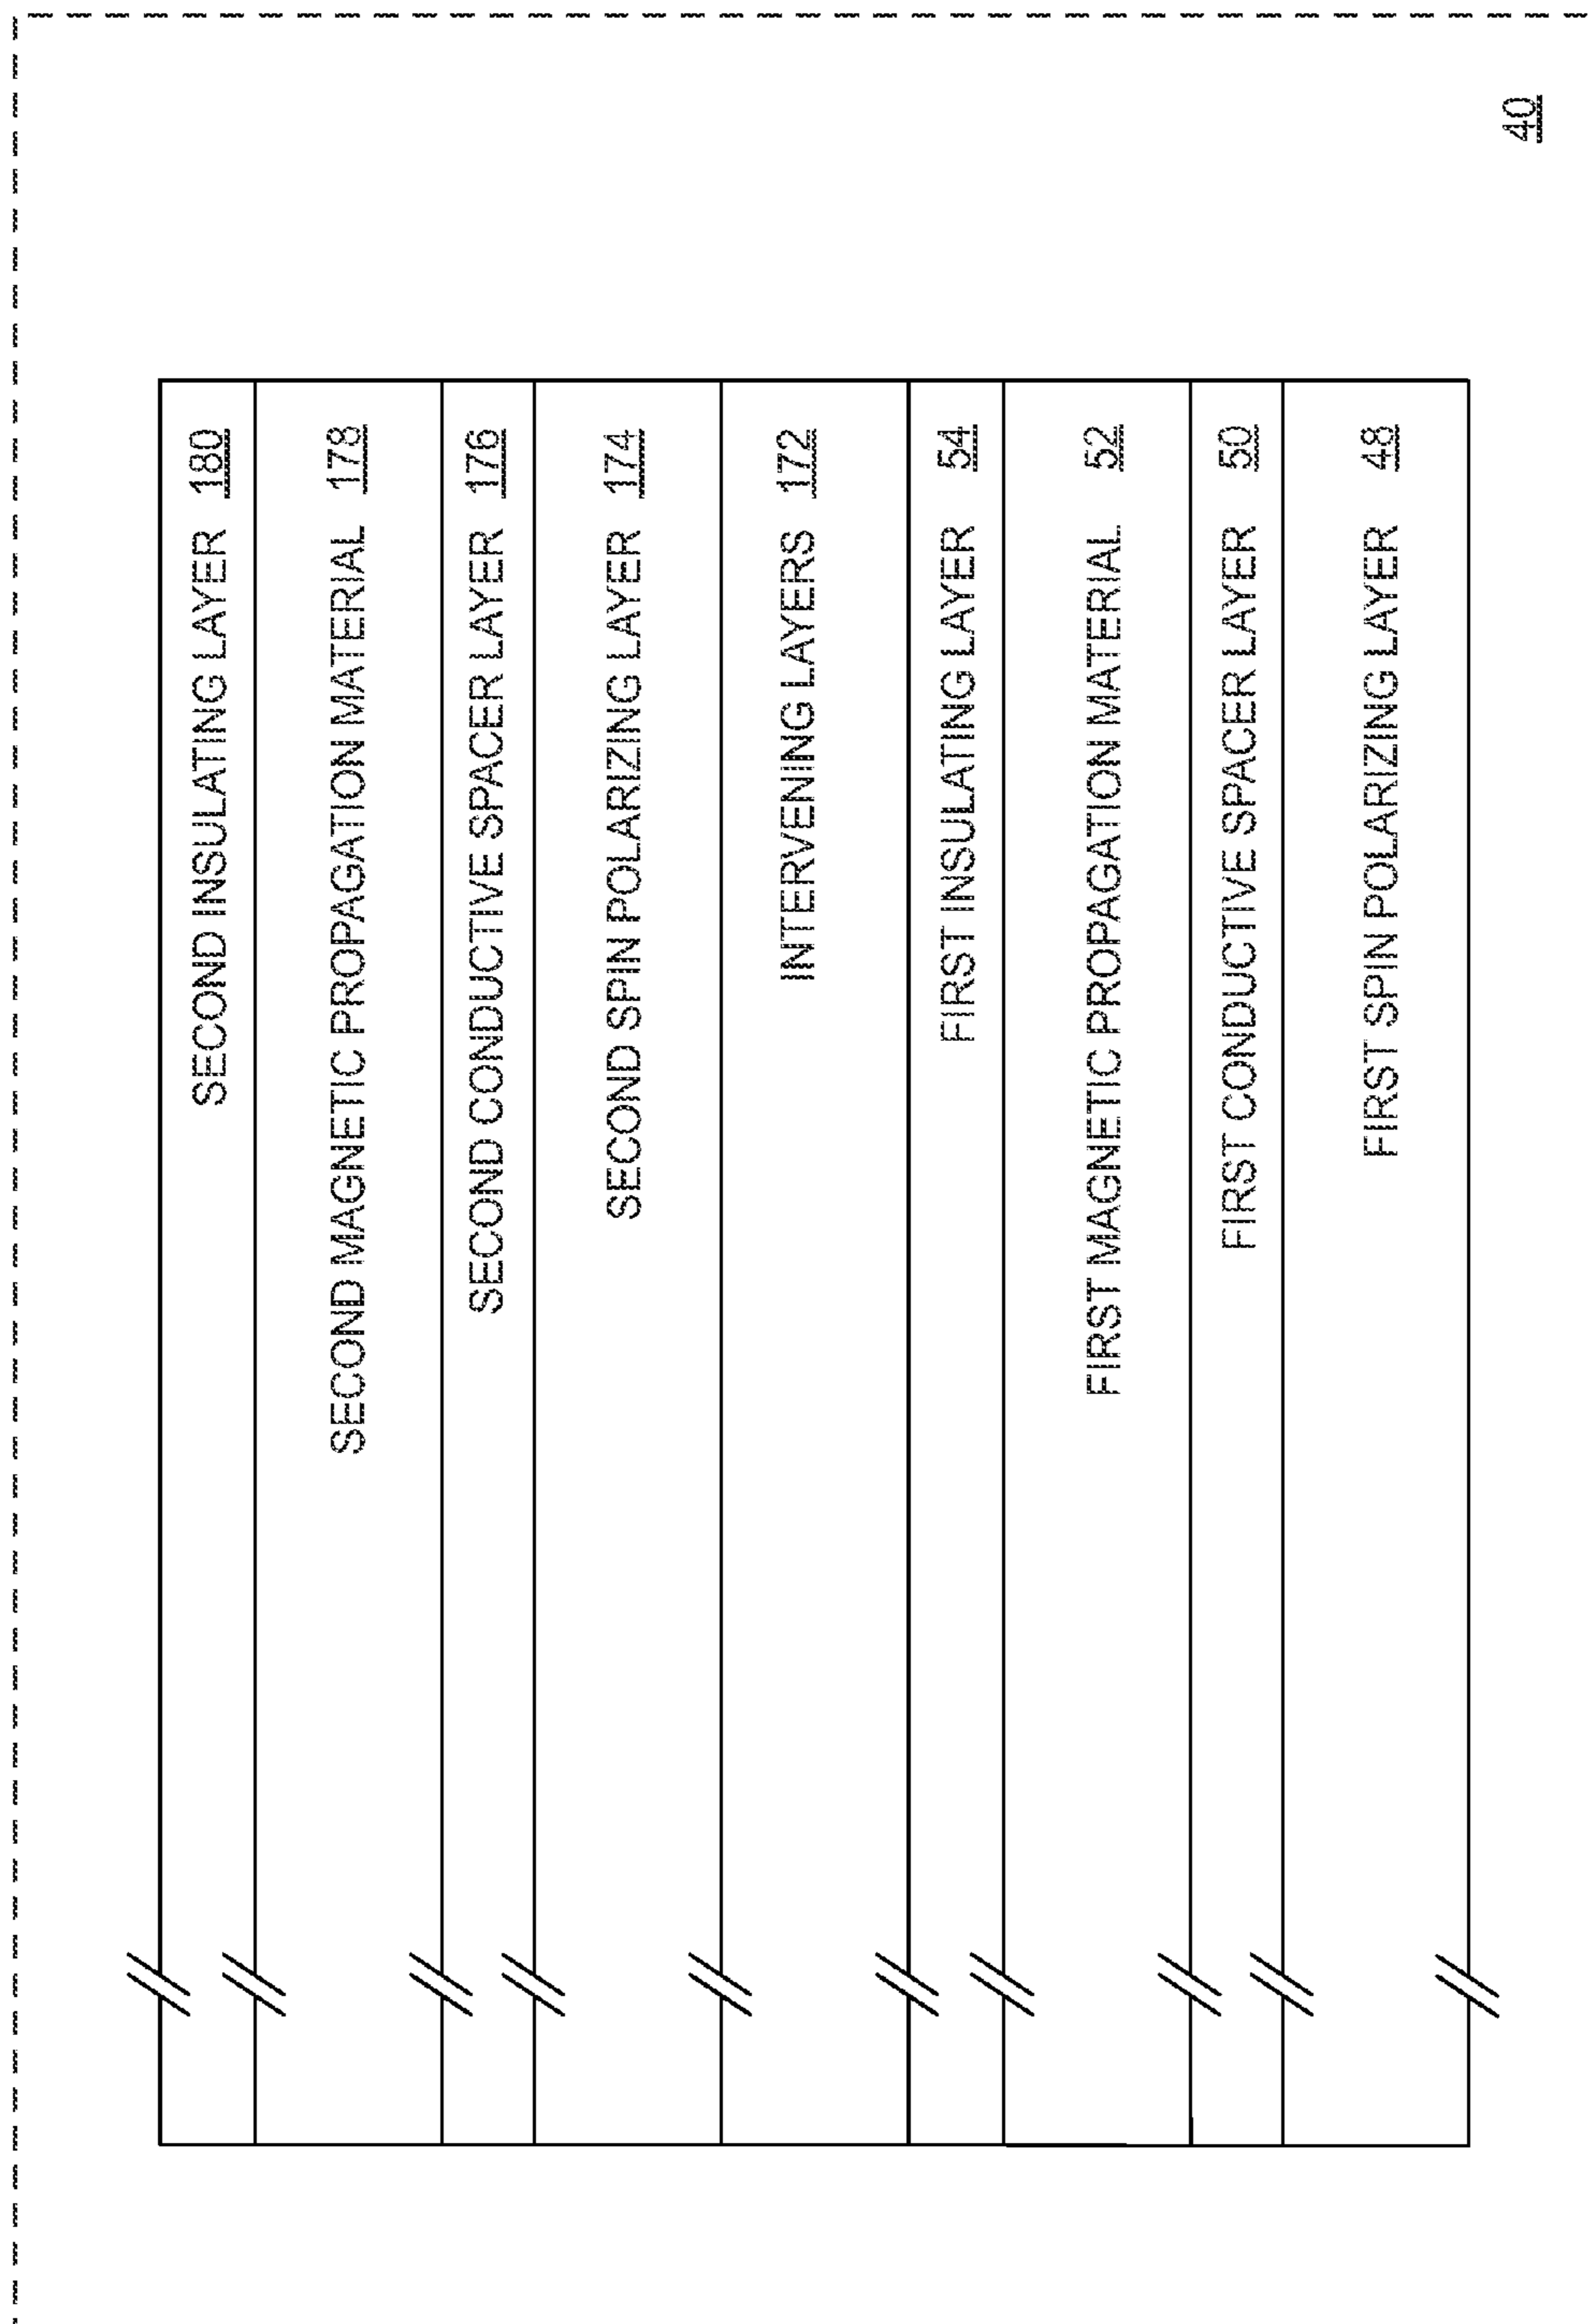 SECOND INSULATING LAYER 180
SECOND MAGNETIC PROPAGATION MATERIAL 178
SECOND CONDUCTIVE SPACER LAYER 176
SECOND SPIN POLARIZING LAYER 174
INTERVENING LAYERS 172
FIRST INSULATING LAYER 54
FIRST MAGNETIC PROPAGATION MATERIAL 52
FIRST CONDUCTIVE SPACER LAYER 50
FIRST SPIN POLARIZING LAYER 48
40